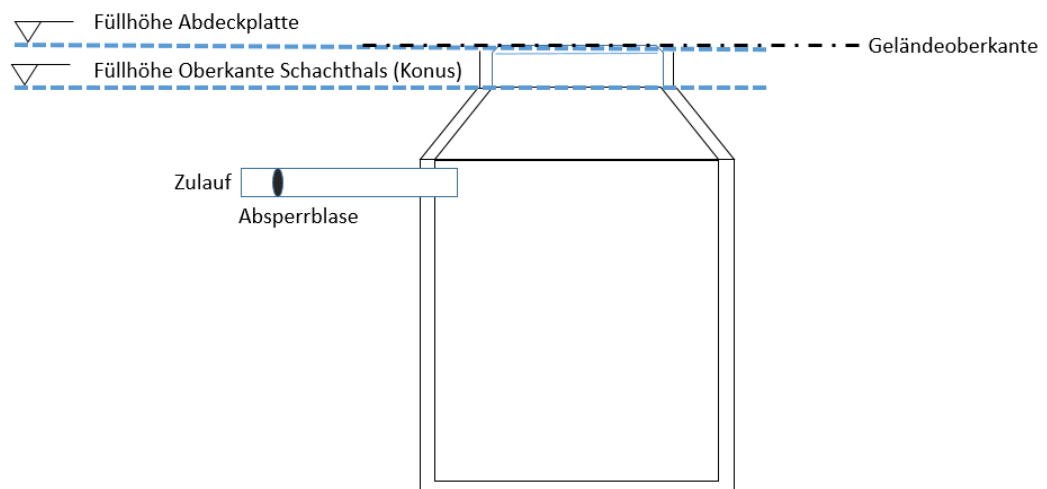 Füllhöhe Abdeckplatte
Geländeoberkante
Füllhöhe Oberkante Schachthals (Konus)
Zulauf
Absperrblase